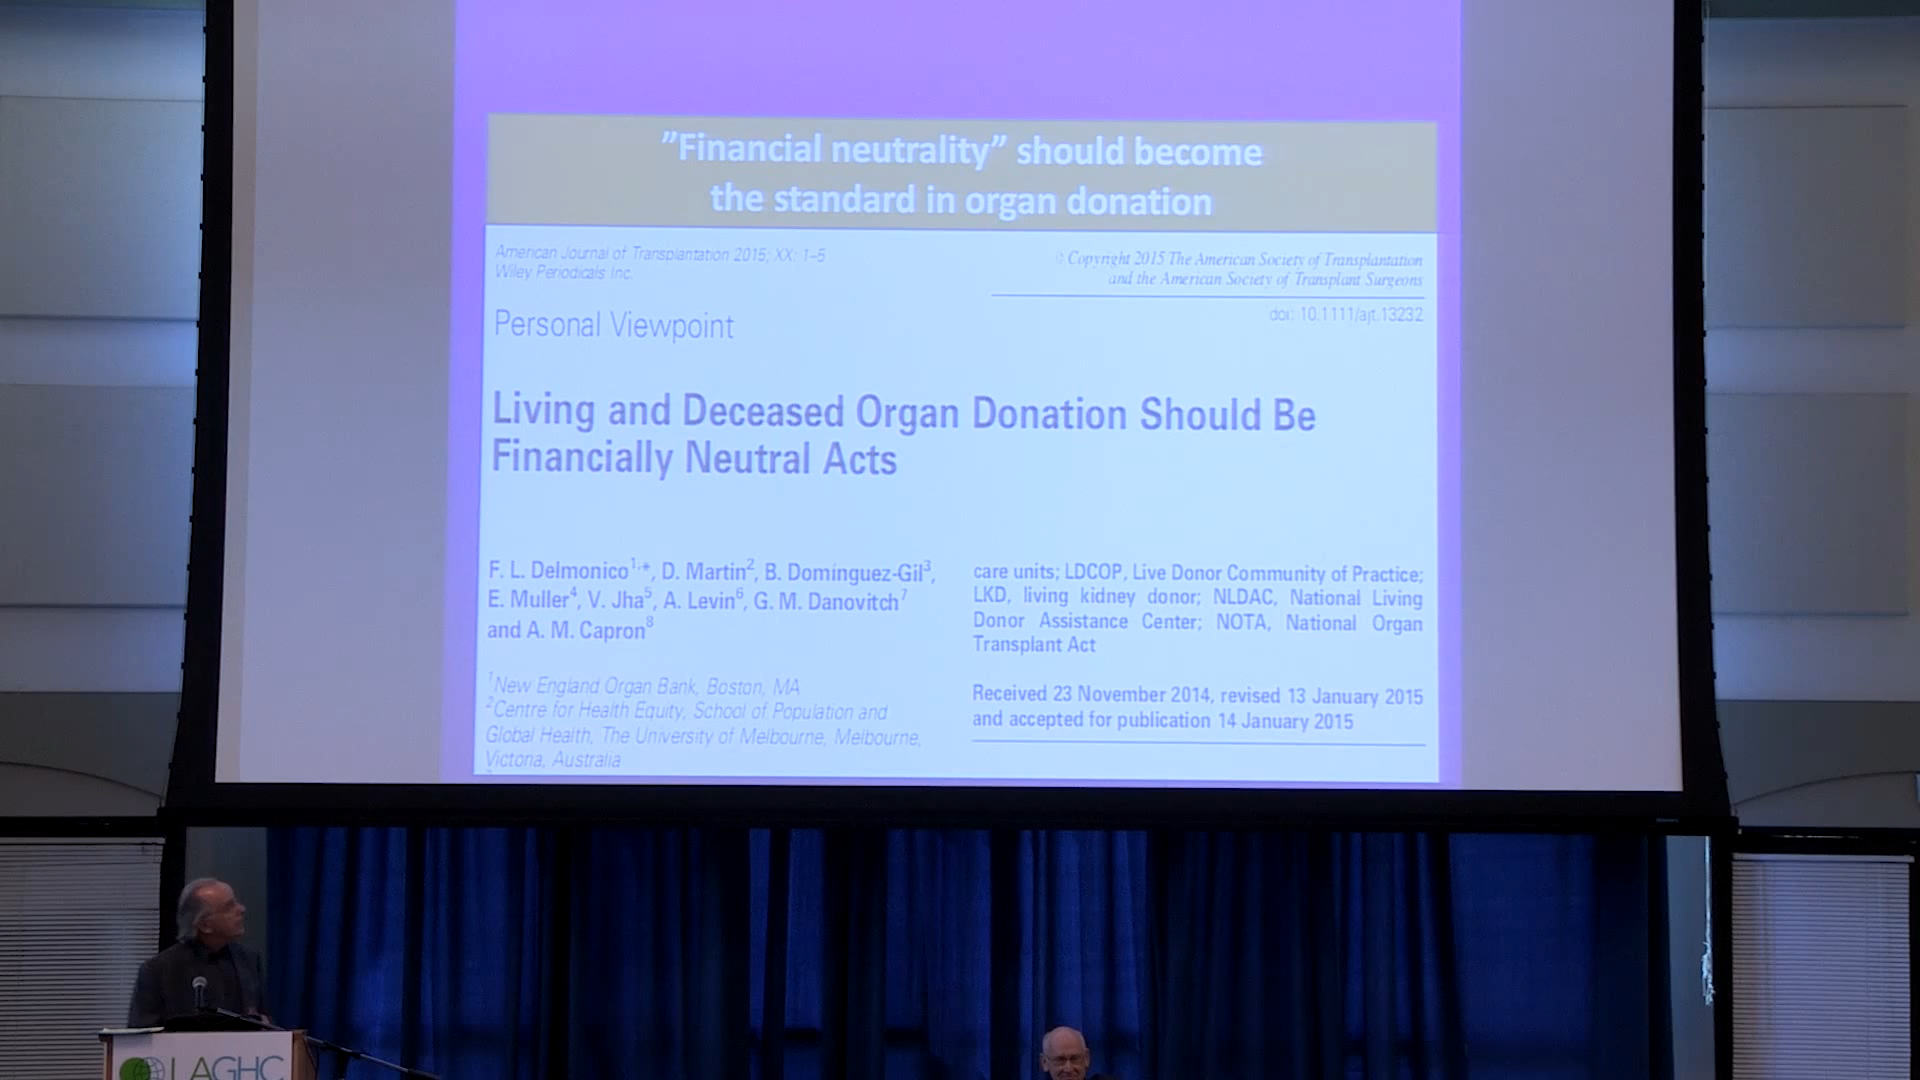 ”Financial neutrality” should become
the standard in organ donation
American Journal of Transplantation 2015; XX: 1–5
Wiley Periodicals Inc.
© Copyright 2015 The American Society of Transplantation
and the American Society of Transplant Surgeons
doi: 10.1111/ajt.13232
Personal Viewpoint
Living and Deceased Organ Donation Should Be
Financially Neutral Acts
F. L. Delmonico1,*, D. Martin2, B. Domínguez-Gil3,
E. Muller4, V. Jha5, A. Levin6, G. M. Danovitch7
and A. M. Capron8
1New England Organ Bank, Boston, MA
2Centre for Health Equity, School of Population and
Global Health, The University of Melbourne, Melbourne,
Victoria, Australia
care units; LDCOP, Live Donor Community of Practice;
LKD, living kidney donor; NLDAC, National Living
Donor Assistance Center; NOTA, National Organ
Transplant Act
Received 23 November 2014, revised 13 January 2015
and accepted for publication 14 January 2015
LAGHC